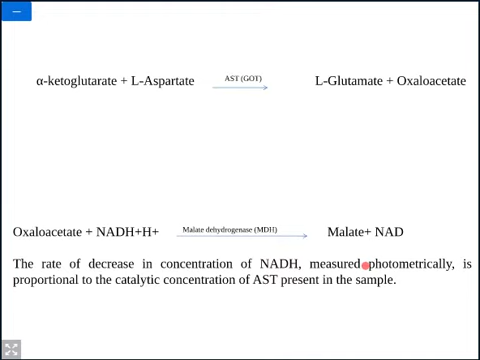 α-ketoglutarate + L-Aspartate AST (GOT) L-Glutamate + Oxaloacetate
Oxaloacetate + NADH+H+ Malate dehydrogenase (MDH) Malate+ NAD
The rate of decrease in concentration of NADH, measured photometrically, is
proportional to the catalytic concentration of AST present in the sample.